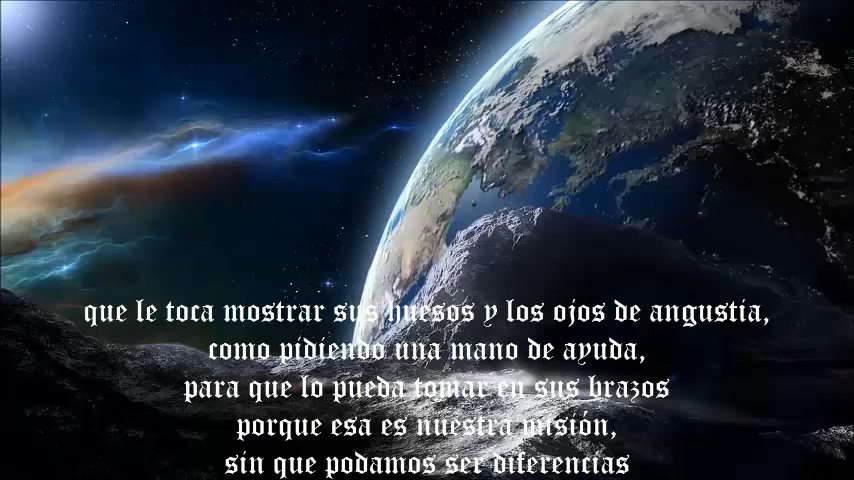 que le toca mostrar sus huesos y los ojos de angustia,
como pidiendo una mano de ayuda,
para que lo pueda tomar en sus brazos
porque esa es nuestra misión,
sin que podamos ser diferencias